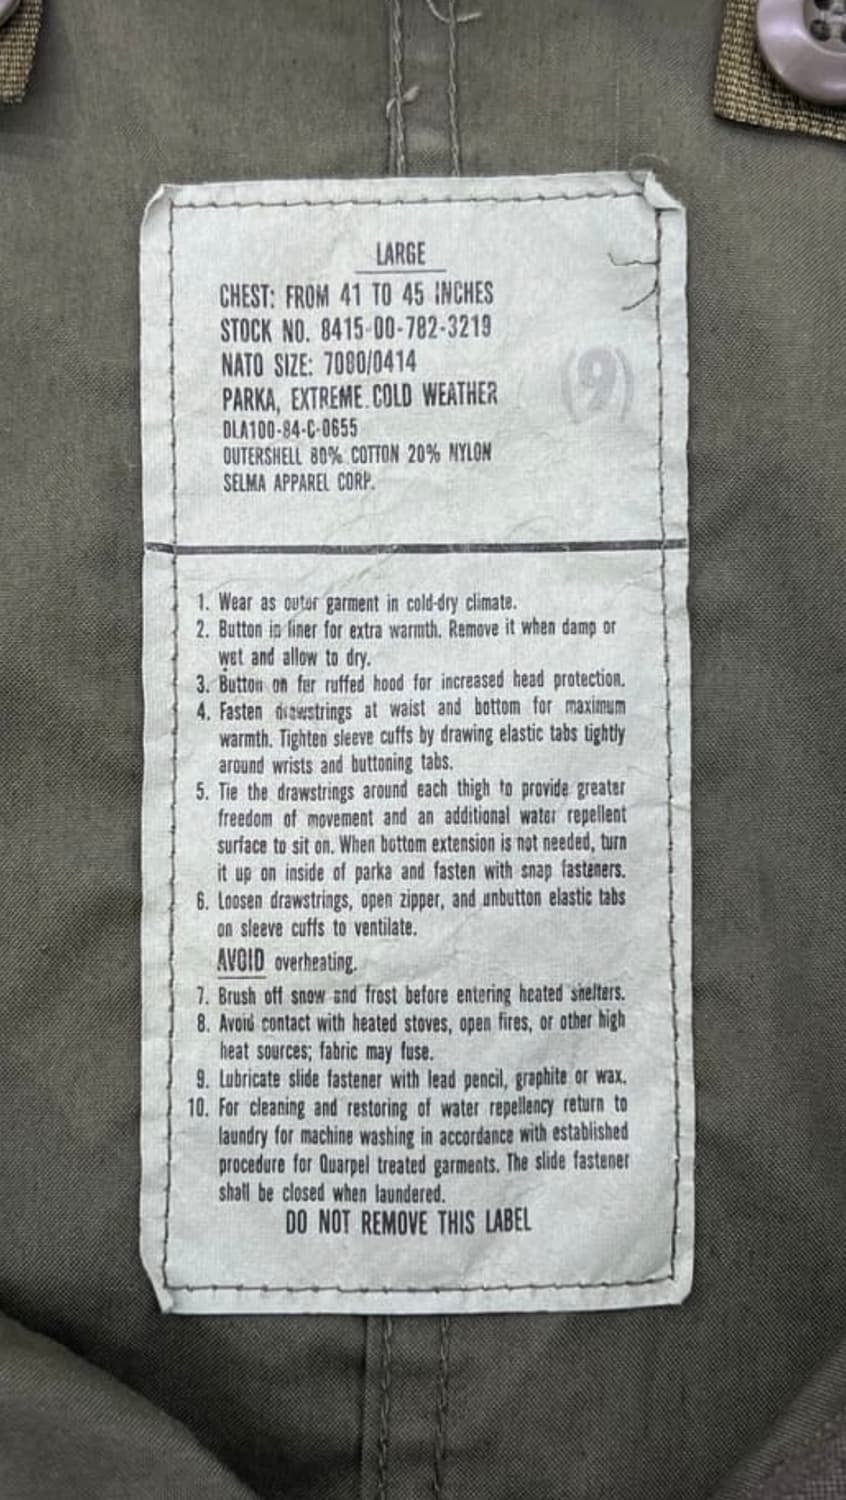 LARGE
CHEST: FROM 41 TO 45 INCHES
STOCK NO. 8415-00-782-3219
NATO SIZE: 7080/0414
(9)
PARKA, EXTREME COLD WEATHER
DLA100-84-C-0655
OUTERSHELL 80% COTTON 20% NYLON
SELMA APPAREL CORP.
1. Wear as outer garment in cold-dry climate.
2. Button in liner for extra warmth. Remove it when damp or
wet and allow to dry.
3. Button on fur ruffed hood for increased head protection.
4. Fasten drawstrings at waist and bottom for maximum
warmth. Tighten sleeve cuffs by drawing elastic tabs tightly
around wrists and buttoning tabs.
5. Tie the drawstrings around each thigh to provide greater
freedom of movement and an additional water repellent
surface to sit on. When bottom extension is not needed, turn
it up on inside of parka and fasten with snap fasteners.
6. Loosen drawstrings, open zipper, and unbutton elastic tabs
on sleeve cuffs to ventilate.
AVOID overheating.
7. Brush off snow and frost before entering heated shelters.
8. Avoid contact with heated stoves, open fires, or other high
heat sources; fabric may fuse.
9. Lubricate slide fastener with lead pencil, graphite or wax.
10. For cleaning and restoring of water repellency return to
laundry for machine washing in accordance with established
procedure for Quarpel treated garments. The slide fastener
shall be closed when laundered.
DO NOT REMOVE THIS LABEL